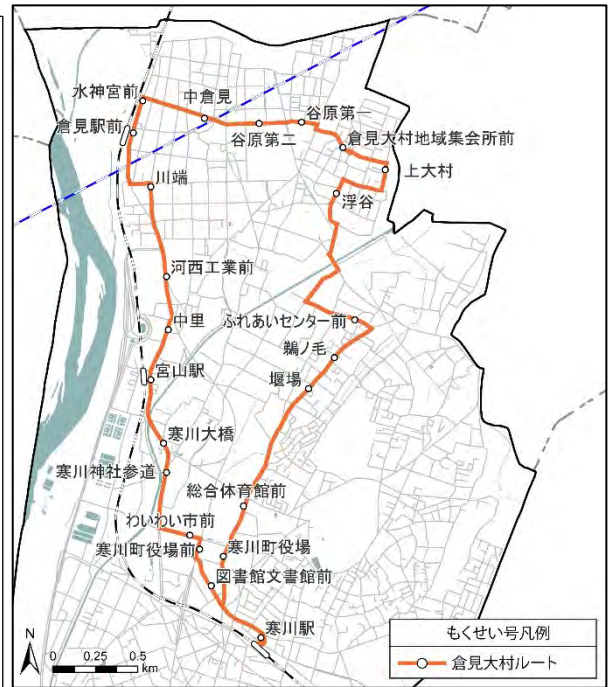 水神宮前
中倉見
谷原第一
倉見駅前
谷原第二
倉見大村地域集会所前
上大村
川端
浮谷
河西工業前
ふれあいセンター前
中里
鵜ノ毛
宮山駅
堰場
寒川大橋
寒川神社参道
総合体育館前
わいわい市前
寒川町役場前
寒川町役場
図書館文書館前
寒川駅
N
0 0.25 0.5
km
もくせい号凡例
倉見大村ルート